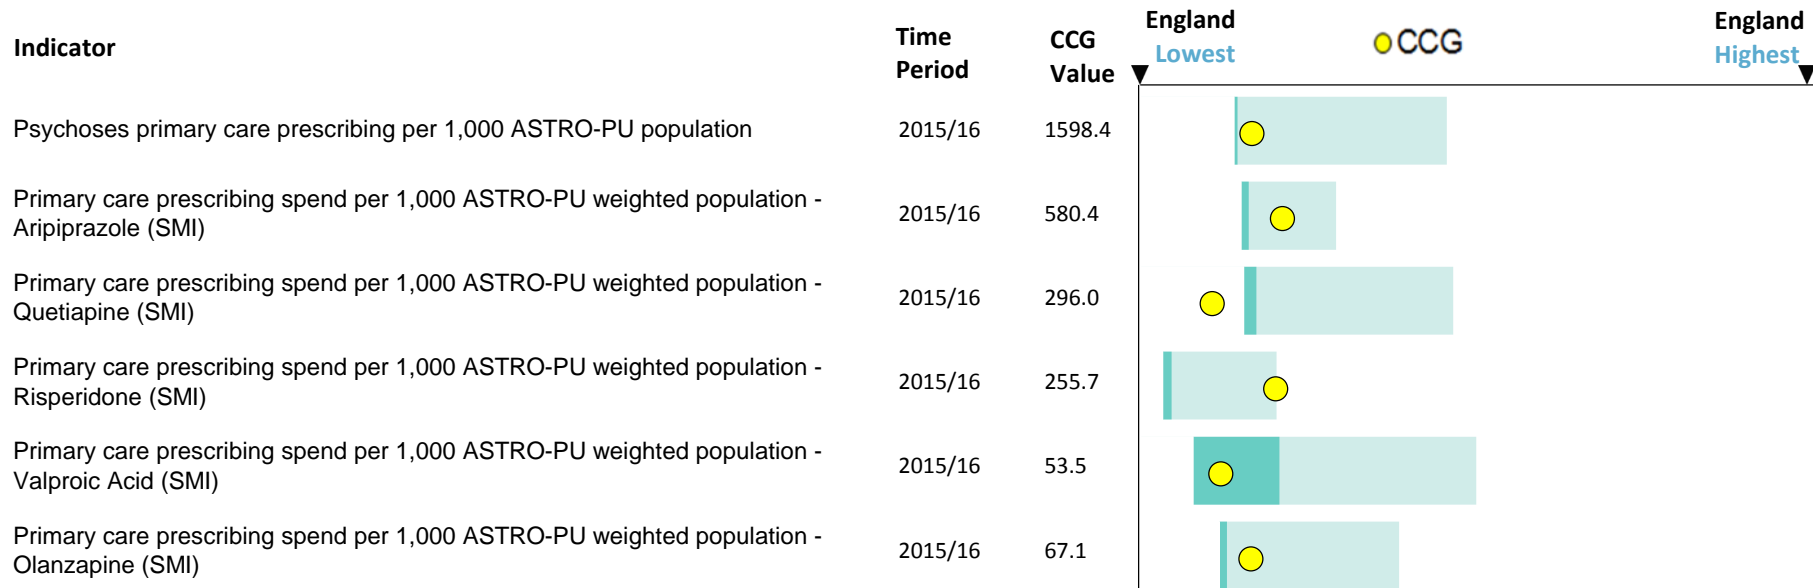 Indicator
Time Period
CCG Value
England Lowest
CCG
England Highest
Psychoses primary care prescribing per 1,000 ASTRO-PU population 2015/16 1598.4
Primary care prescribing spend per 1,000 ASTRO-PU weighted population -
Aripiprazole (SMI) 2015/16 580.4
Primary care prescribing spend per 1,000 ASTRO-PU weighted population -
Quetiapine (SMI) 2015/16 296.0
Primary care prescribing spend per 1,000 ASTRO-PU weighted population -
Risperidone (SMI) 2015/16 255.7
Primary care prescribing spend per 1,000 ASTRO-PU weighted population -
Valproic Acid (SMI) 2015/16 53.5
Primary care prescribing spend per 1,000 ASTRO-PU weighted population -
Olanzapine (SMI) 2015/16 67.1